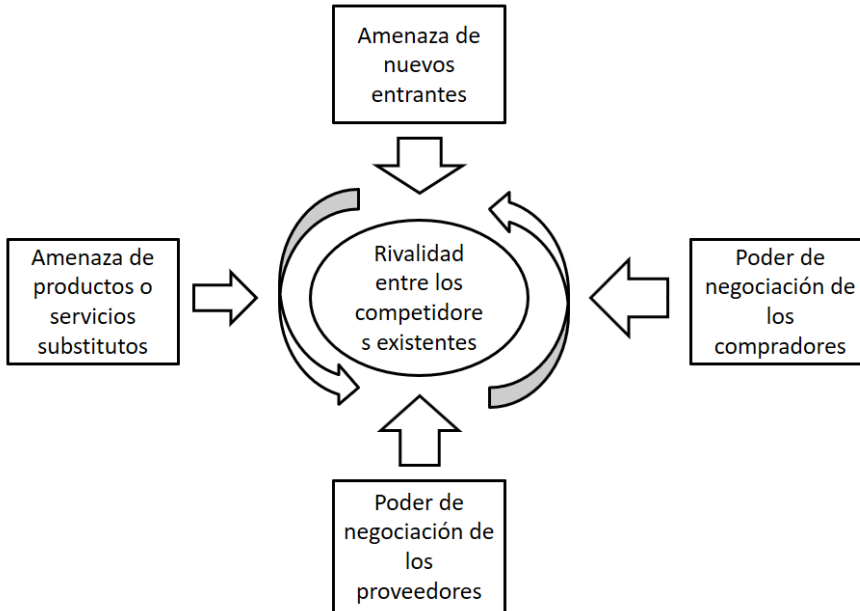 Amenaza de
nuevos
entrantes
Amenaza de
productos o
servicios
substitutos
Rivalidad
entre los
competidore
s existentes
Poder de
negociación de
los
compradores
Poder de
negociación de
los
proveedores